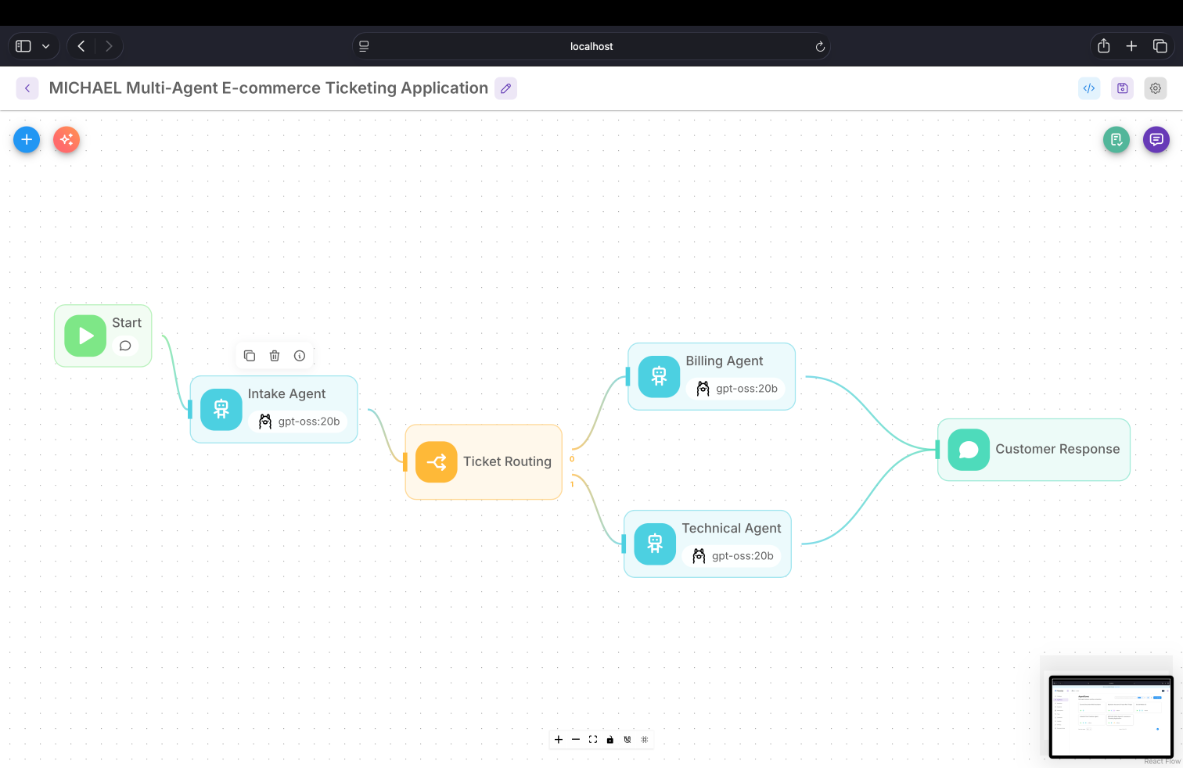 localhost
MICHAEL Multi-Agent E-commerce Ticketing Application
Start
Intake Agent
gpt-oss:20b
Ticket Routing
0
1
Billing Agent
gpt-oss:20b
Technical Agent
gpt-oss:20b
Customer Response
React Flow